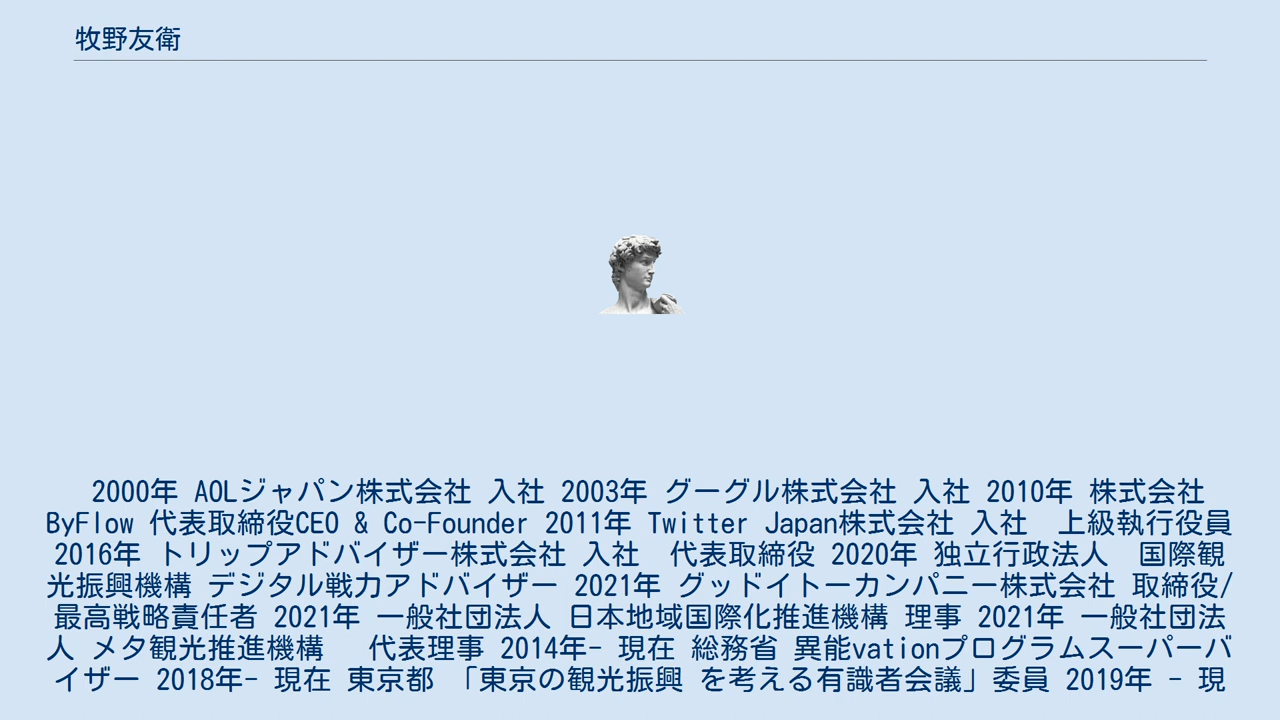 牧野友衛
2000年 AOLジャパン株式会社 入社 2003年 グーグル株式会社 入社 2010年 株式会社
ByFlow 代表取締役CEO & Co-Founder 2011年 Twitter Japan株式会社 入社　上級執行役員
2016年 トリップアドバイザー株式会社 入社　代表取締役 2020年 独立行政法人　国際観
光振興機構 デジタル戦力アドバイザー 2021年 グッドイトーカンパニー株式会社 取締役/
最高戦略責任者 2021年 一般社団法人 日本地域国際化推進機構 理事 2021年 一般社団法
人 メタ観光推進機構　 代表理事 2014年- 現在 総務省 異能vationプログラムスーパーバ
イザー 2018年- 現在 東京都 「東京の観光振興 を考える有識者会議」委員 2019年 - 現